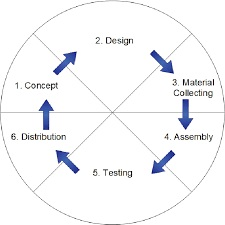 1. Concept
2. Design
3. Material
Collecting
4. Assembly
5. Testing
6. Distribution